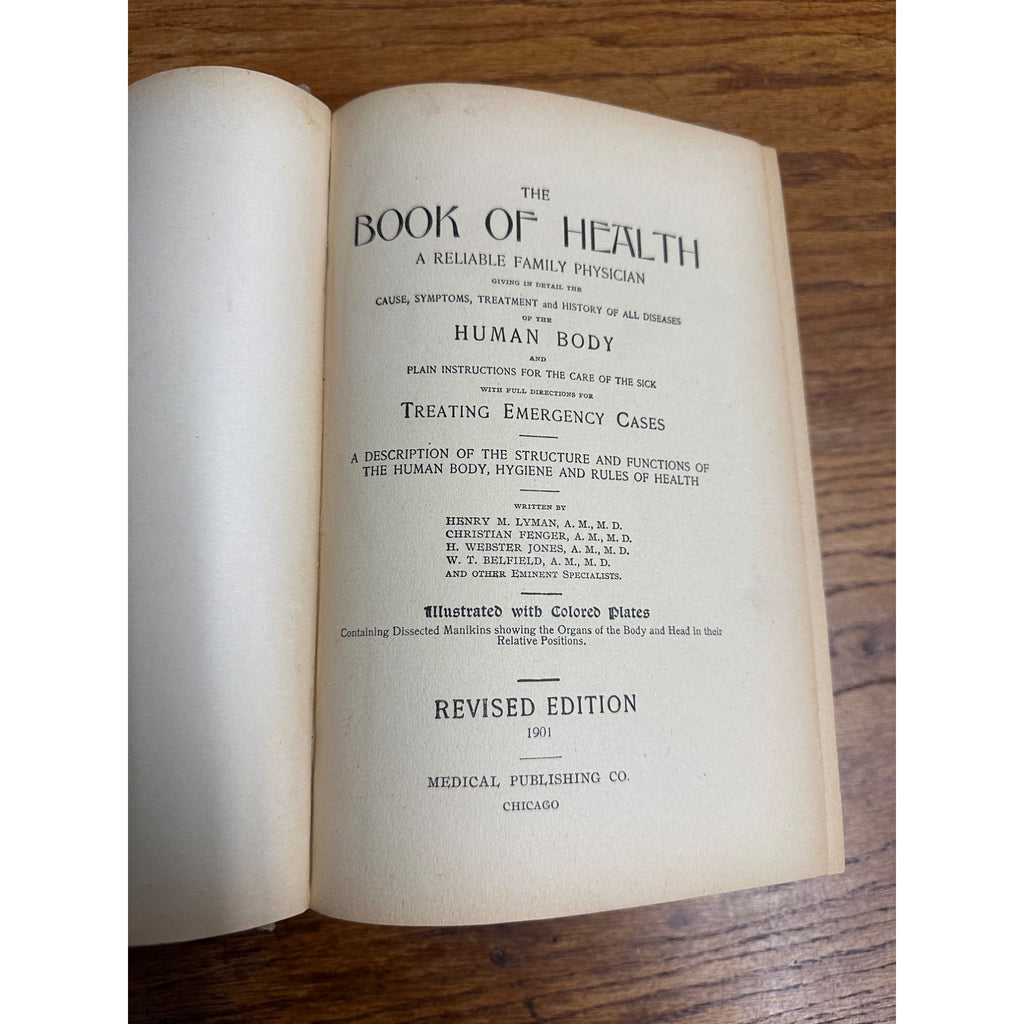 THE
BOOK OF HEALTH
A RELIABLE FAMILY PHYSICIAN
GIVING IN DETAIL THE
CAUSE, SYMPTOMS, TREATMENT and HISTORY OF ALL DISEASES
OF THE
HUMAN BODY
AND
PLAIN INSTRUCTIONS FOR THE CARE OF THE SICK
WITH FULL DIRECTIONS FOR
TREATING EMERGENCY CASES
A DESCRIPTION OF THE STRUCTURE AND FUNCTIONS OF
THE HUMAN BODY, HYGIENE AND RULES OF HEALTH
WRITTEN BY
HENRY M. LYMAN, A. M., M. D.
CHRISTIAN FENGER, A. M., M. D.
H. WEBSTER JONES, A. M., M. D.
W. T. BELFIELD, A. M., M. D.
AND OTHER EMINENT SPECIALISTS.
Illustrated with Colored Plates
Containing Dissected Manikins showing the Organs of the Body and Head in their
Relative Positions.
REVISED EDITION
1901
MEDICAL PUBLISHING CO.
CHICAGO